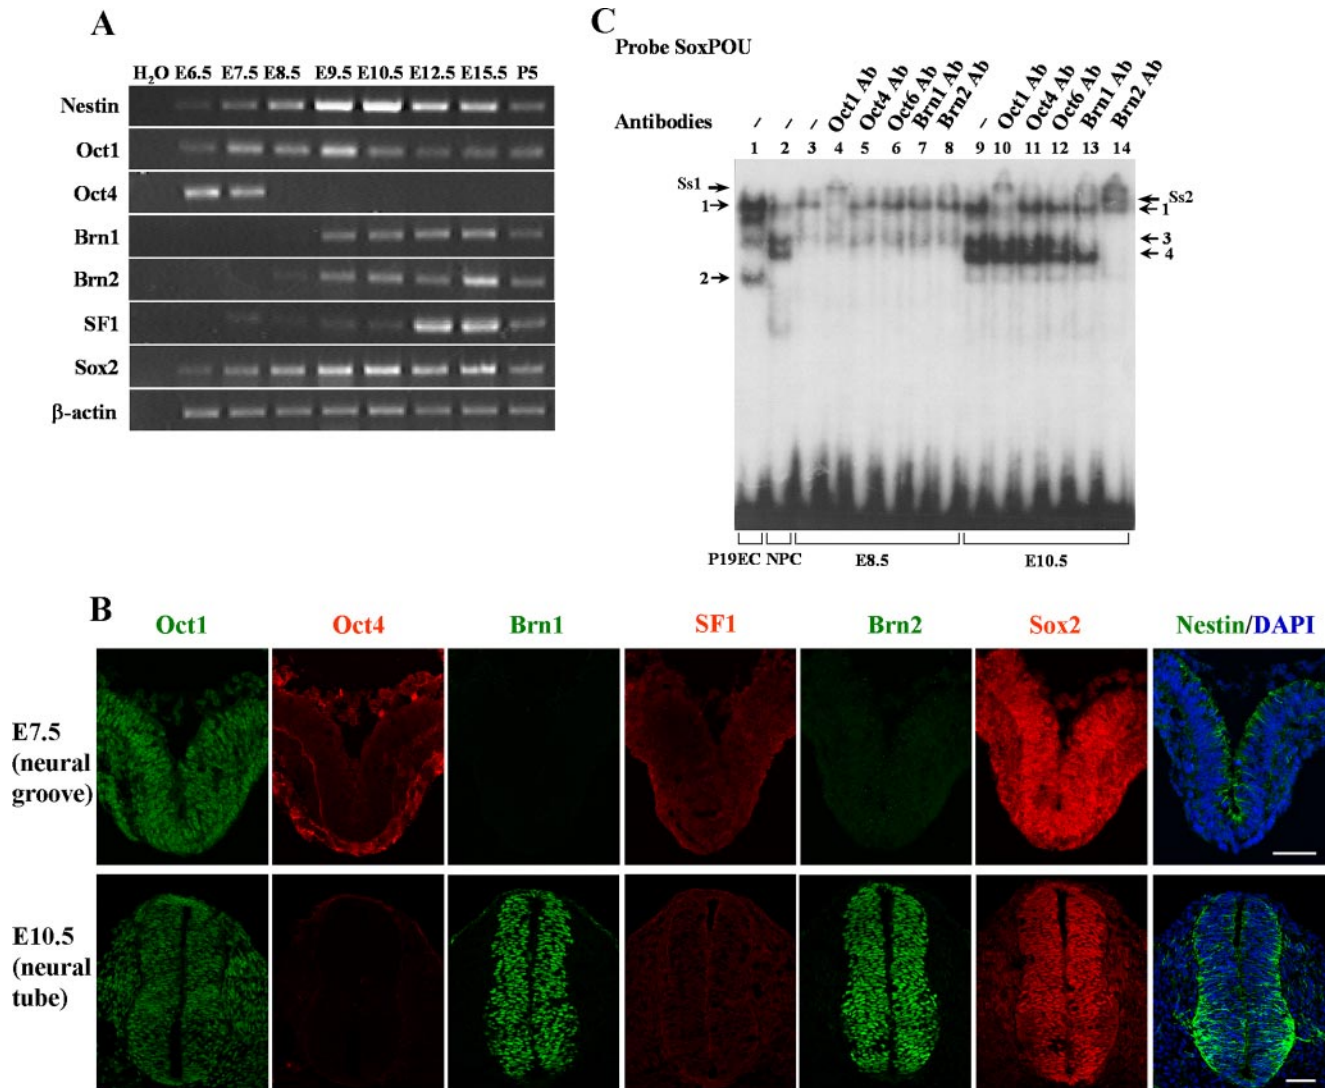 A
H₂O E6.5 E7.5 E8.5 E9.5 E10.5 E12.5 E15.5 P5
Nestin
Oct1
Oct4
Brn1
Brn2
SF1
Sox2
β-actin
C
Probe SoxPOU
Antibodies - - - Oct1 Ab Oct4 Ab Oct6 Ab Brn1 Ab Brn2 Ab - Oct1 Ab Oct4 Ab Oct6 Ab Brn1 Ab Brn2 Ab
1 2 3 4 5 6 7 8 9 10 11 12 13 14
Ss1
1
2
Ss2
1
3
4
P19EC NPC E8.5 E10.5
B
Oct1 Oct4 Brn1 SF1 Brn2 Sox2 Nestin/DAPI
E7.5
(neural
groove)
E10.5
(neural
tube)